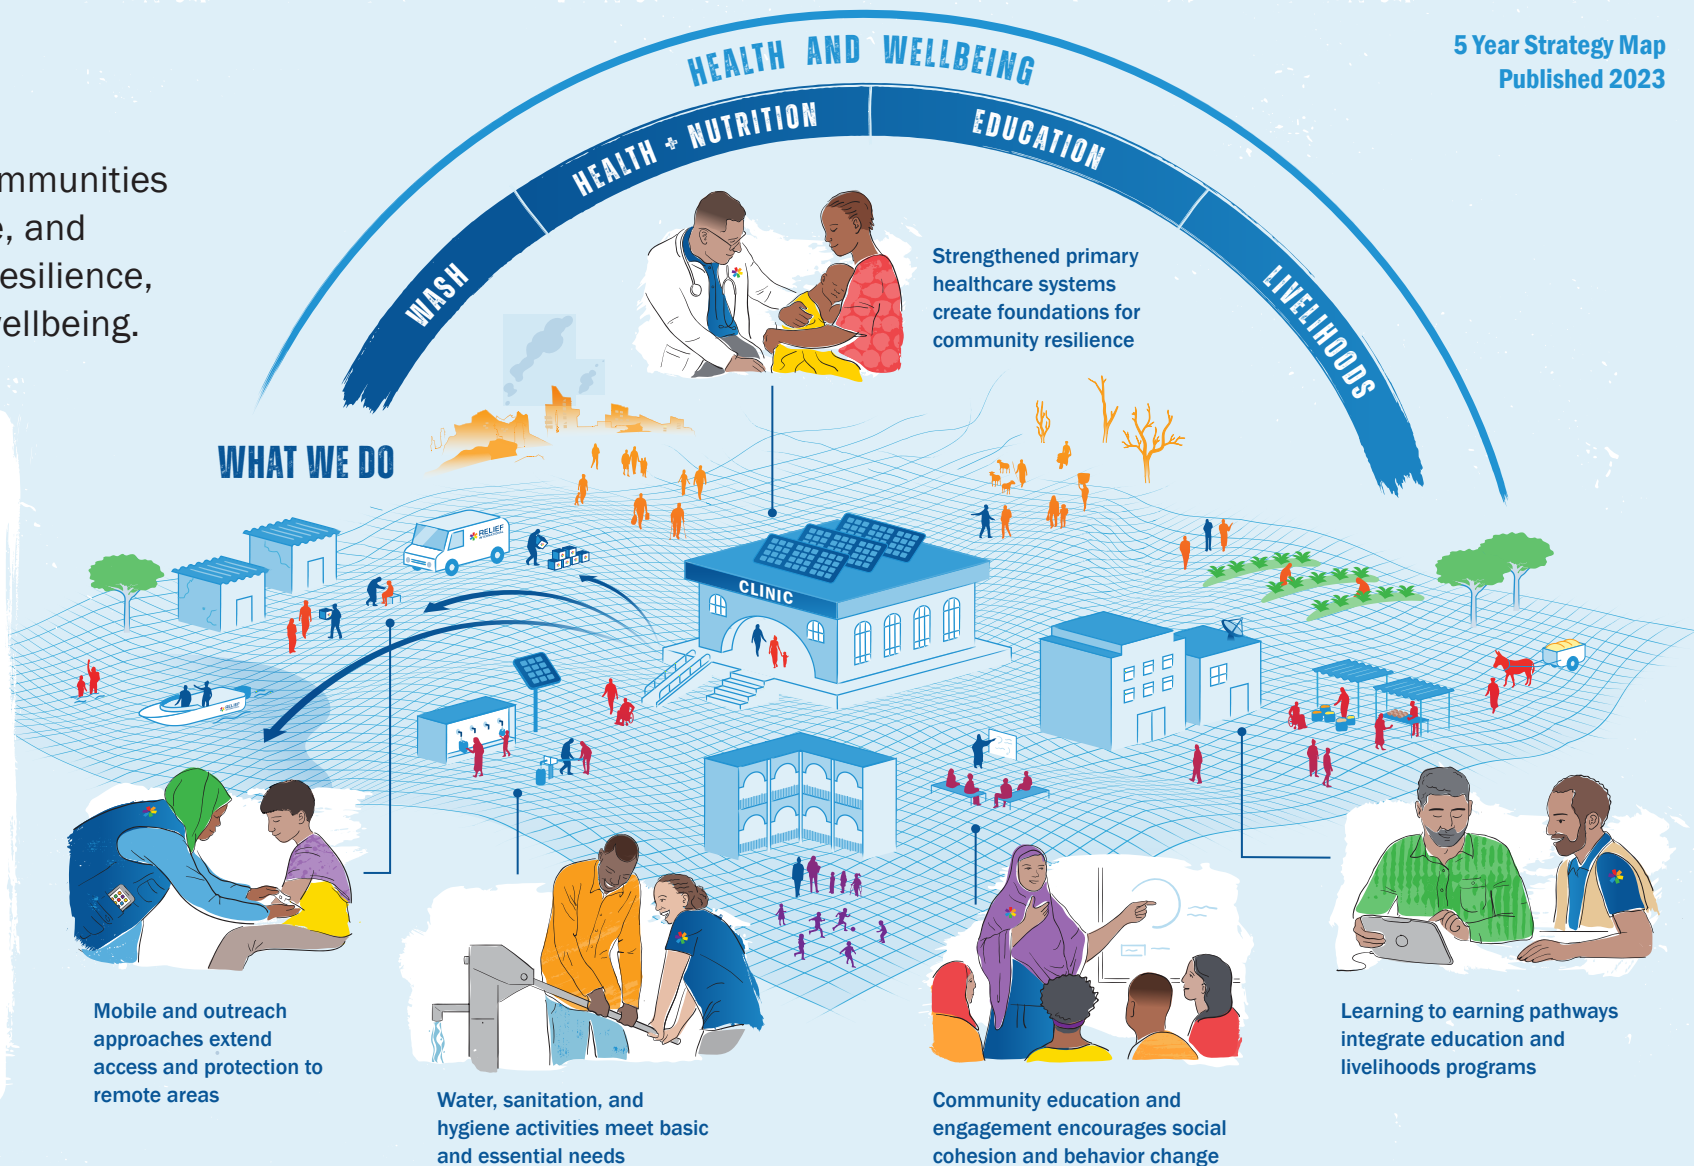 5 Year Strategy Map
Published 2023
HEALTH AND WELLBEING
WASH
HEALTH + NUTRITION
EDUCATION
LIVELIHOODS
mmunities
, and
esilience,
ellbeing.
WHAT WE DO
Strengthened primary
healthcare systems
create foundations for
community resilience
RELIEF
CLINIC
Mobile and outreach
approaches extend
access and protection to
remote areas
Water, sanitation, and
hygiene activities meet basic
and essential needs
Community education and
engagement encourages social
cohesion and behavior change
Learning to earning pathways
integrate education and
livelihoods programs